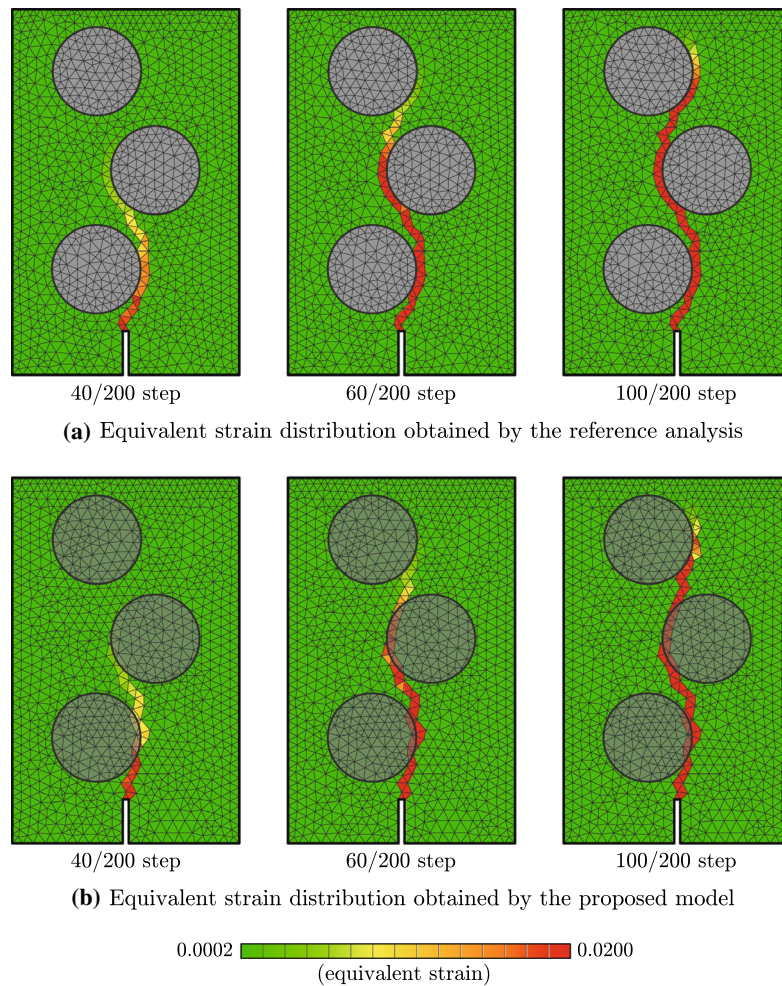 40/200 step 60/200 step 100/200 step
(a) Equivalent strain distribution obtained by the reference analysis
40/200 step 60/200 step 100/200 step
(b) Equivalent strain distribution obtained by the proposed model
0.0002 0.0200
(equivalent strain)